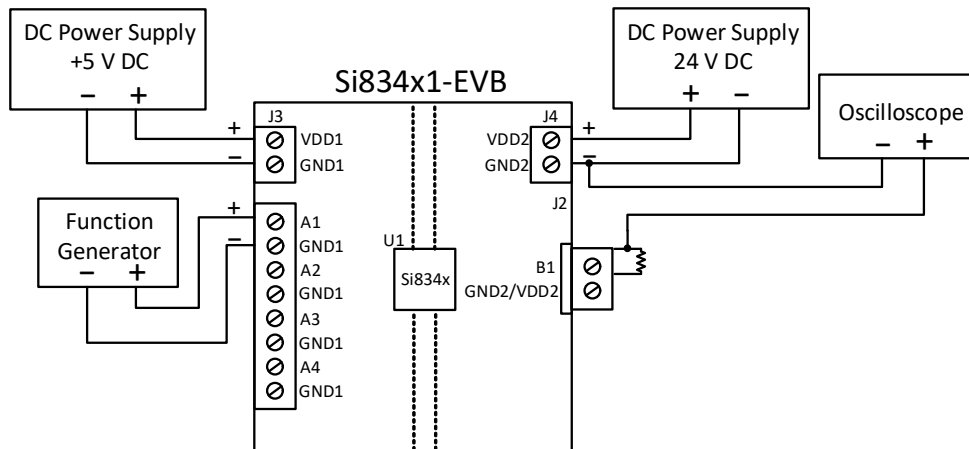 DC Power Supply
+5 V DC
− +
DC Power Supply
24 V DC
+ −
Si834x1-EVB
Oscilloscope
− +
J3
+ VDD1
− GND1
J4
VDD2 +
GND2 −
Function
Generator
− +
+ A1
− GND1
A2
GND1
A3
GND1
A4
GND1
U1
Si834x
J2
B1
GND2/VDD2